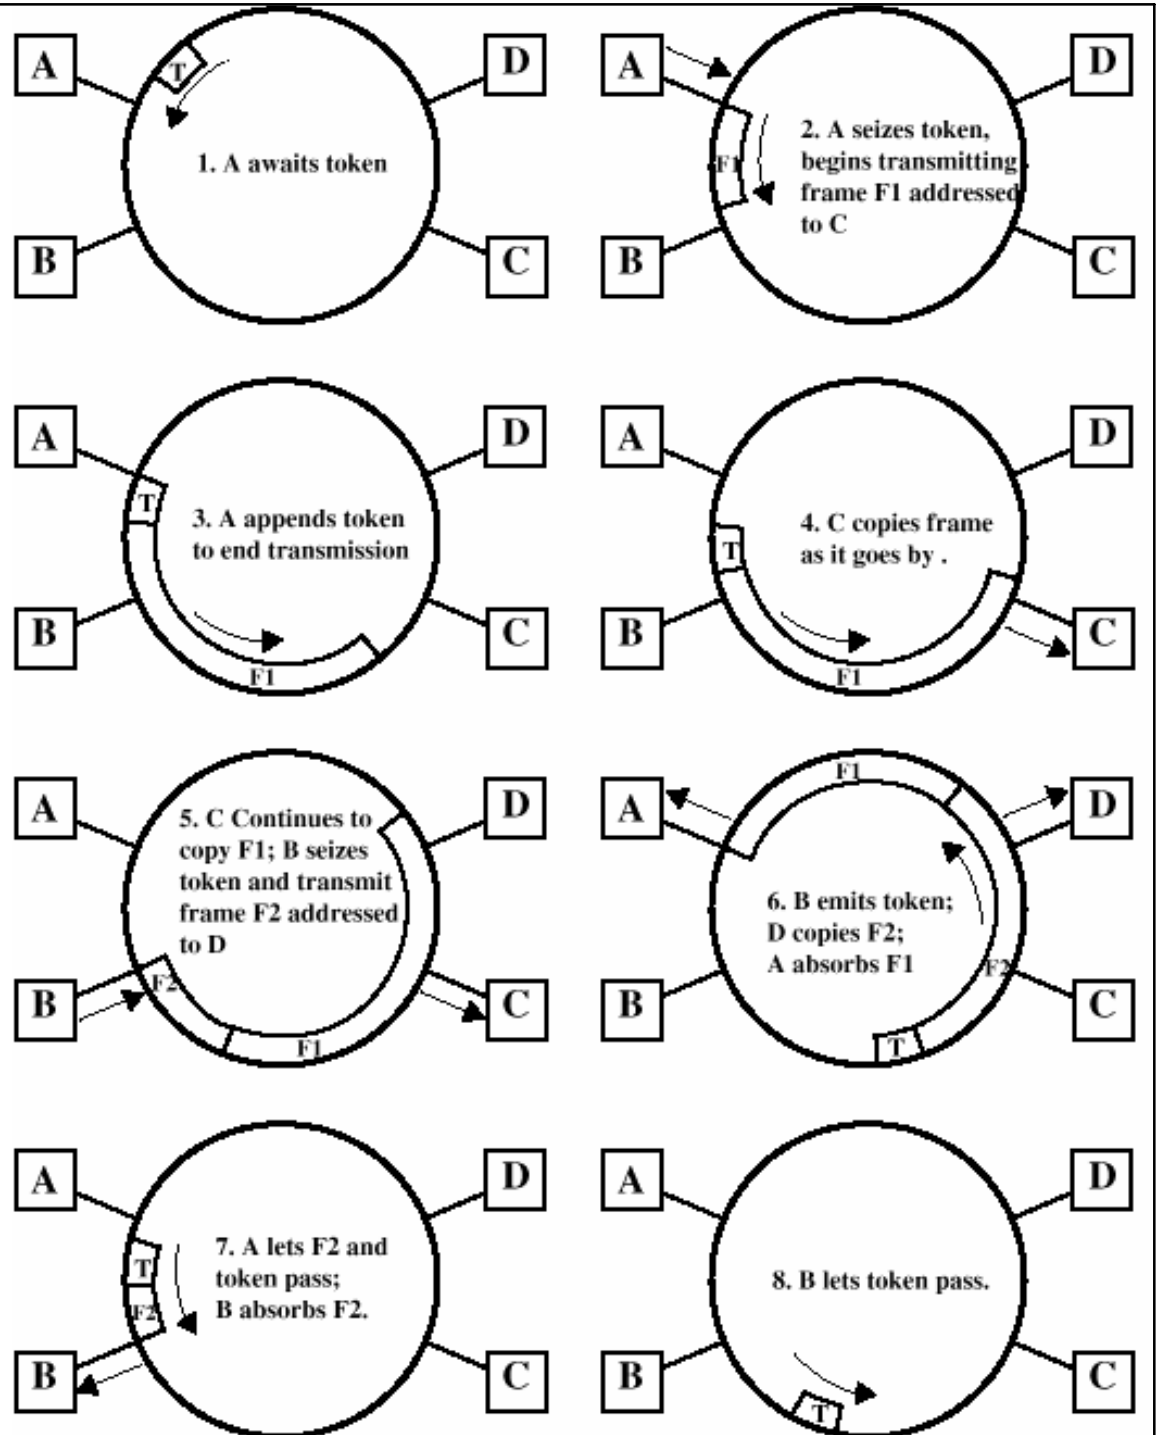 A
D
T
1. A awaits token
B
C
A
D
2. A seizes token,
begins transmitting
F1
frame F1 addressed
to C
B
C
A
D
T
3. A appends token
to end transmission
B
C
F1
A
D
4. C copies frame
T
as it goes by .
B
C
F1
A
D
5. C Continues to
copy F1; B seizes
token and transmit
frame F2 addressed
to D
B
F2
C
F1
F1
A
D
6. B emits token;
D copies F2;
A absorbs F1
F2
B
C
T
A
D
7. A lets F2 and
T
token pass;
F2
B absorbs F2.
B
C
A
D
8. B lets token pass.
B
C
T